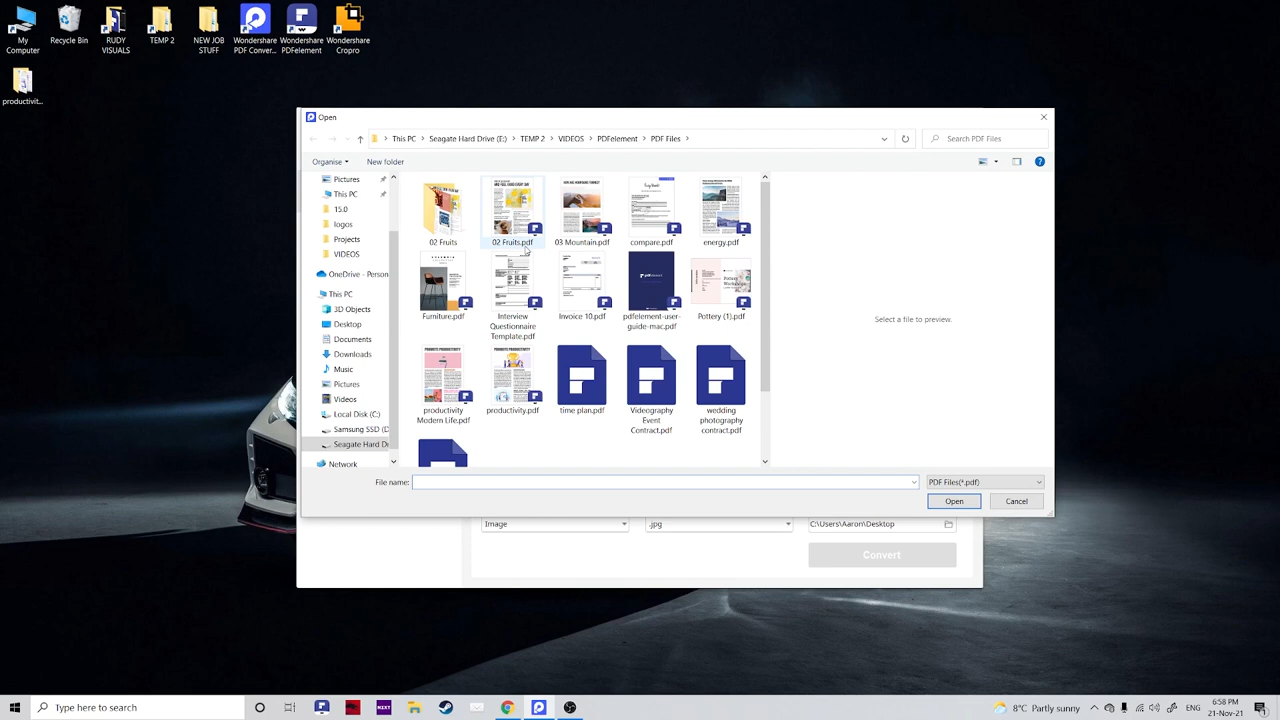 My
Computer
Recycle Bin
RUDY
VISUALS
TEMP 2
NEW JOB
STUFF
Wondershare
PDF Conver...
Wondershare
PDFelement
Wondershare
Cropro
productivit...
Open
This PC > Seagate Hard Drive (E:) > TEMP 2 > VIDEOS > PDFelement > PDF Files >
Search PDF Files
Organise
New folder
Pictures
This PC
15.0
logos
Projects
VIDEOS
OneDrive - Person
This PC
3D Objects
Desktop
Documents
Downloads
Music
Pictures
Videos
Local Disk (C:)
Samsung SSD (D
Seagate Hard Dr
Network
02 Fruits
02 Fruits.pdf
03 Mountain.pdf
compare.pdf
energy.pdf
Furniture.pdf
Interview
Questionnaire
Template.pdf
Invoice 10.pdf
pdfelement-user-
guide-mac.pdf
Pottery (1).pdf
productivity
Modern Life.pdf
productivity.pdf
time plan.pdf
Videography
Event
Contract.pdf
wedding
photography
contract.pdf
Select a file to preview.
File name:
PDF Files(*.pdf)
Open
Cancel
Image
.jpg
C:\Users\Aaron\Desktop
Convert
Type here to search
NEXT
8°C Partly sunny
6:58 PM
21-Nov-21